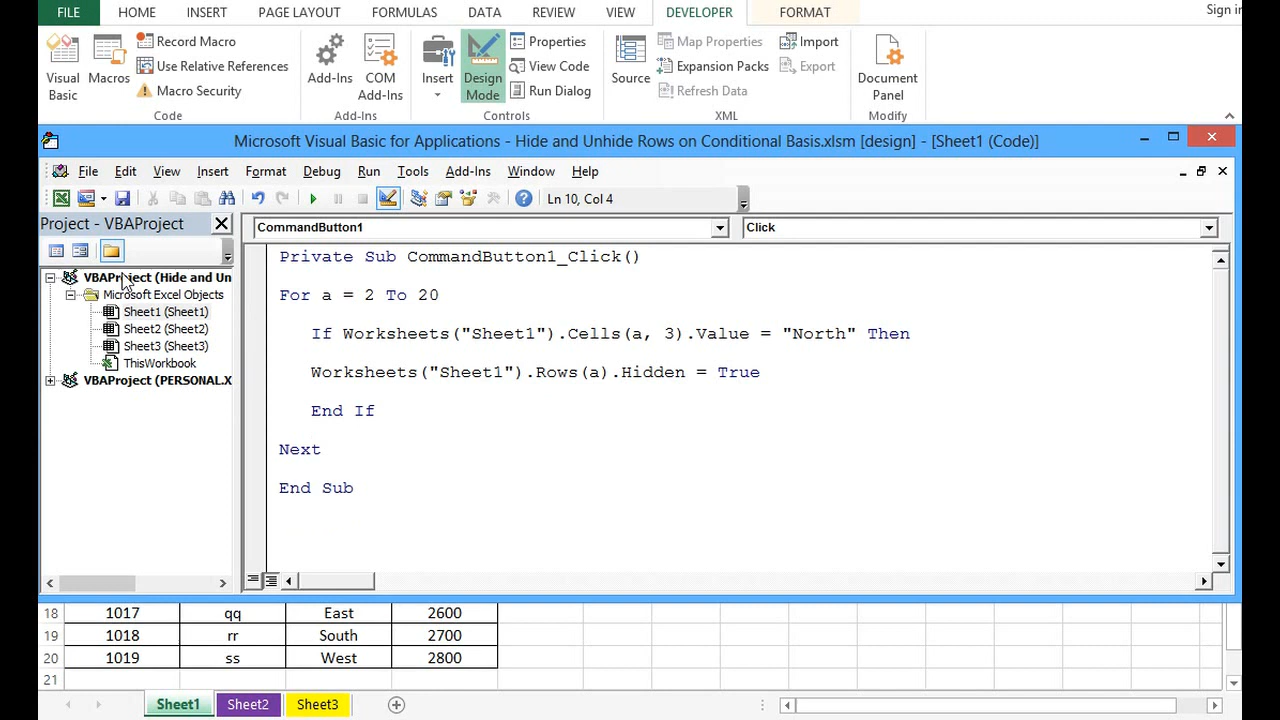 FILE HOME INSERT PAGE LAYOUT FORMULAS DATA REVIEW VIEW DEVELOPER FORMAT Sign in
Visual Basic
Macros
Record Macro
Use Relative References
Macro Security
Code
Add-Ins
COM Add-Ins
Add-Ins
Insert
Design Mode
Properties
View Code
Run Dialog
Controls
Source
Map Properties
Expansion Packs
Refresh Data
Import
Export
XML
Document Panel
Modify
Microsoft Visual Basic for Applications - Hide and Unhide Rows on Conditional Basis.xlsm [design] - [Sheet1 (Code)]
File Edit View Insert Format Debug Run Tools Add-Ins Window Help
Ln 10, Col 4
Project - VBAProject
VBAProject (Hide and Un
Microsoft Excel Objects
Sheet1 (Sheet1)
Sheet2 (Sheet2)
Sheet3 (Sheet3)
ThisWorkbook
VBAProject (PERSONAL.X
CommandButton1 Click
Private Sub CommandButton1_Click()
For a = 2 To 20
If Worksheets("Sheet1").Cells(a, 3).Value = "North" Then
Worksheets("Sheet1").Rows(a).Hidden = True
End If
Next
End Sub
18 1017 qq East 2600
19 1018 rr South 2700
20 1019 ss West 2800
21
Sheet1 Sheet2 Sheet3